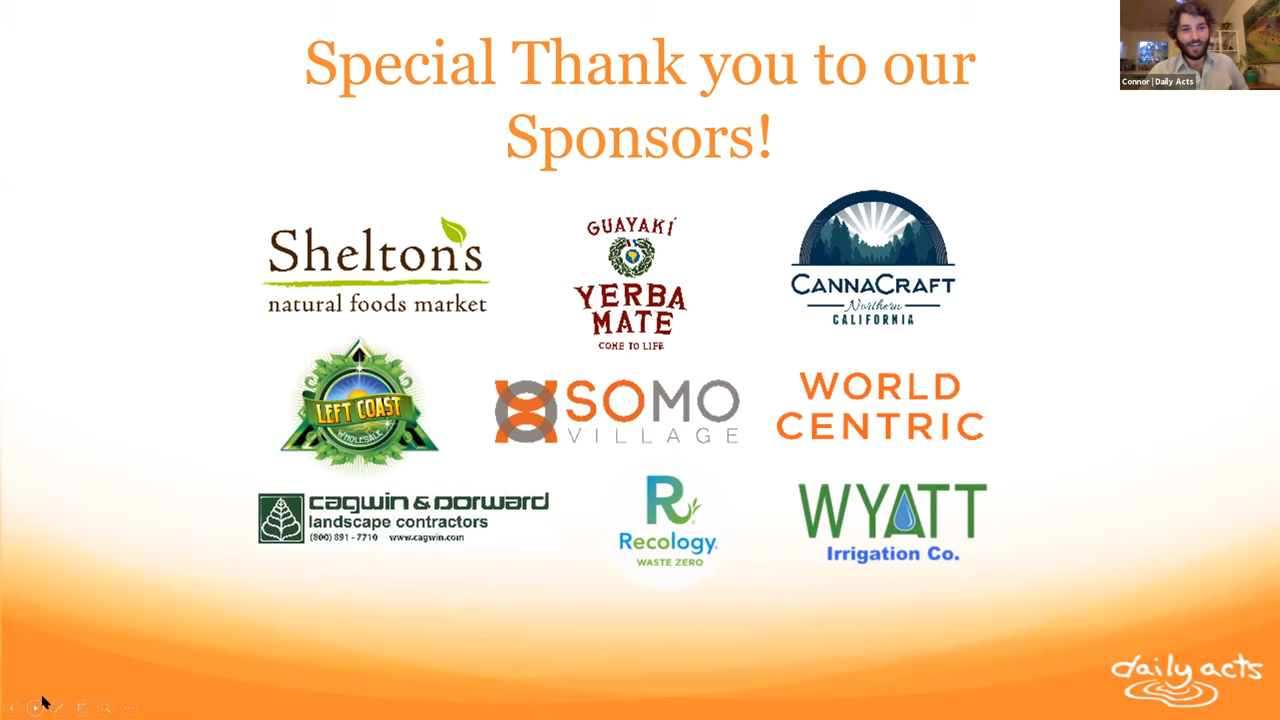 Special Thank you to our
Sponsors!
Connor | Daily Acts
Shelton's
natural foods market
GUAYAKÍ
YERBA
MATE
COME TO LIFE
CANNACRAFT
Northern
CALIFORNIA
LEFT COAST
WHOLESALE
SOMO
VILLAGE
WORLD
CENTRIC
cagwin & Dorward
landscape contractors
(800) 891 - 7710 www.cagwin.com
R
Recology®
WASTE ZERO
WYATT
Irrigation Co.
daily acts